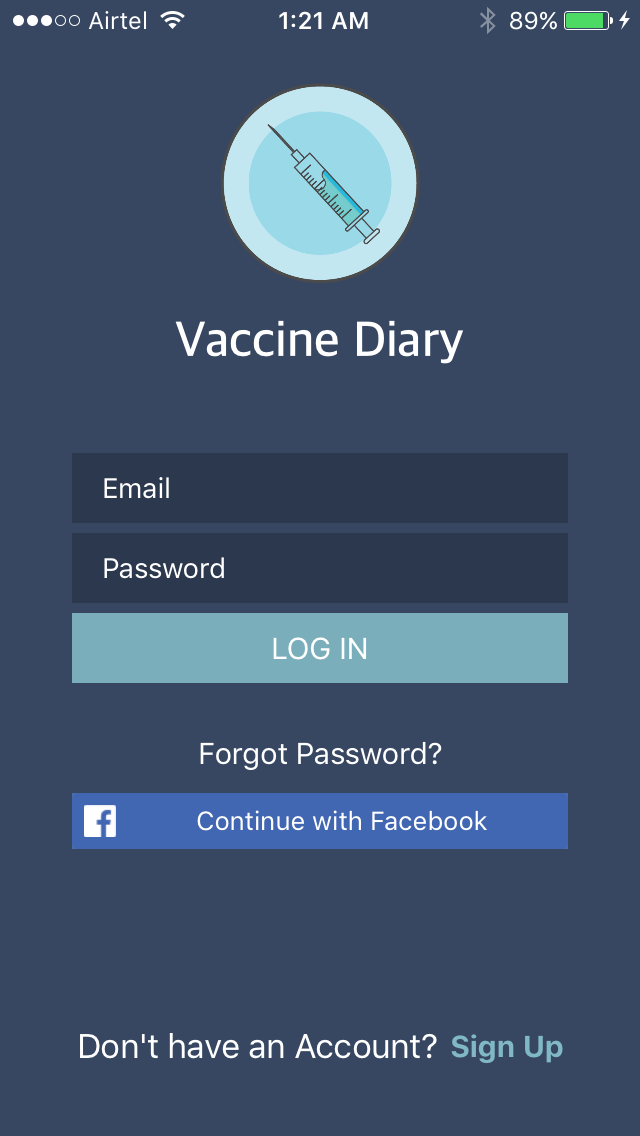 Airtel 1:21 AM 89%
Vaccine Diary
Email
Password
LOG IN
Forgot Password?
Continue with Facebook
Don't have an Account? Sign Up